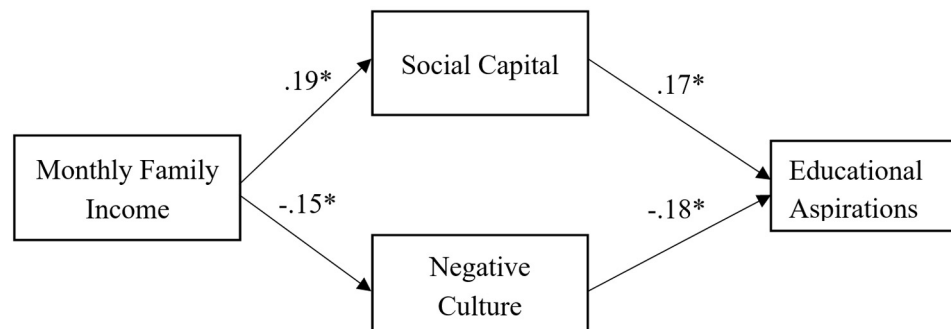 Social Capital
.19*
.17*
Monthly Family
Income
Educational
Aspirations
-.15*
-.18*
Negative
Culture